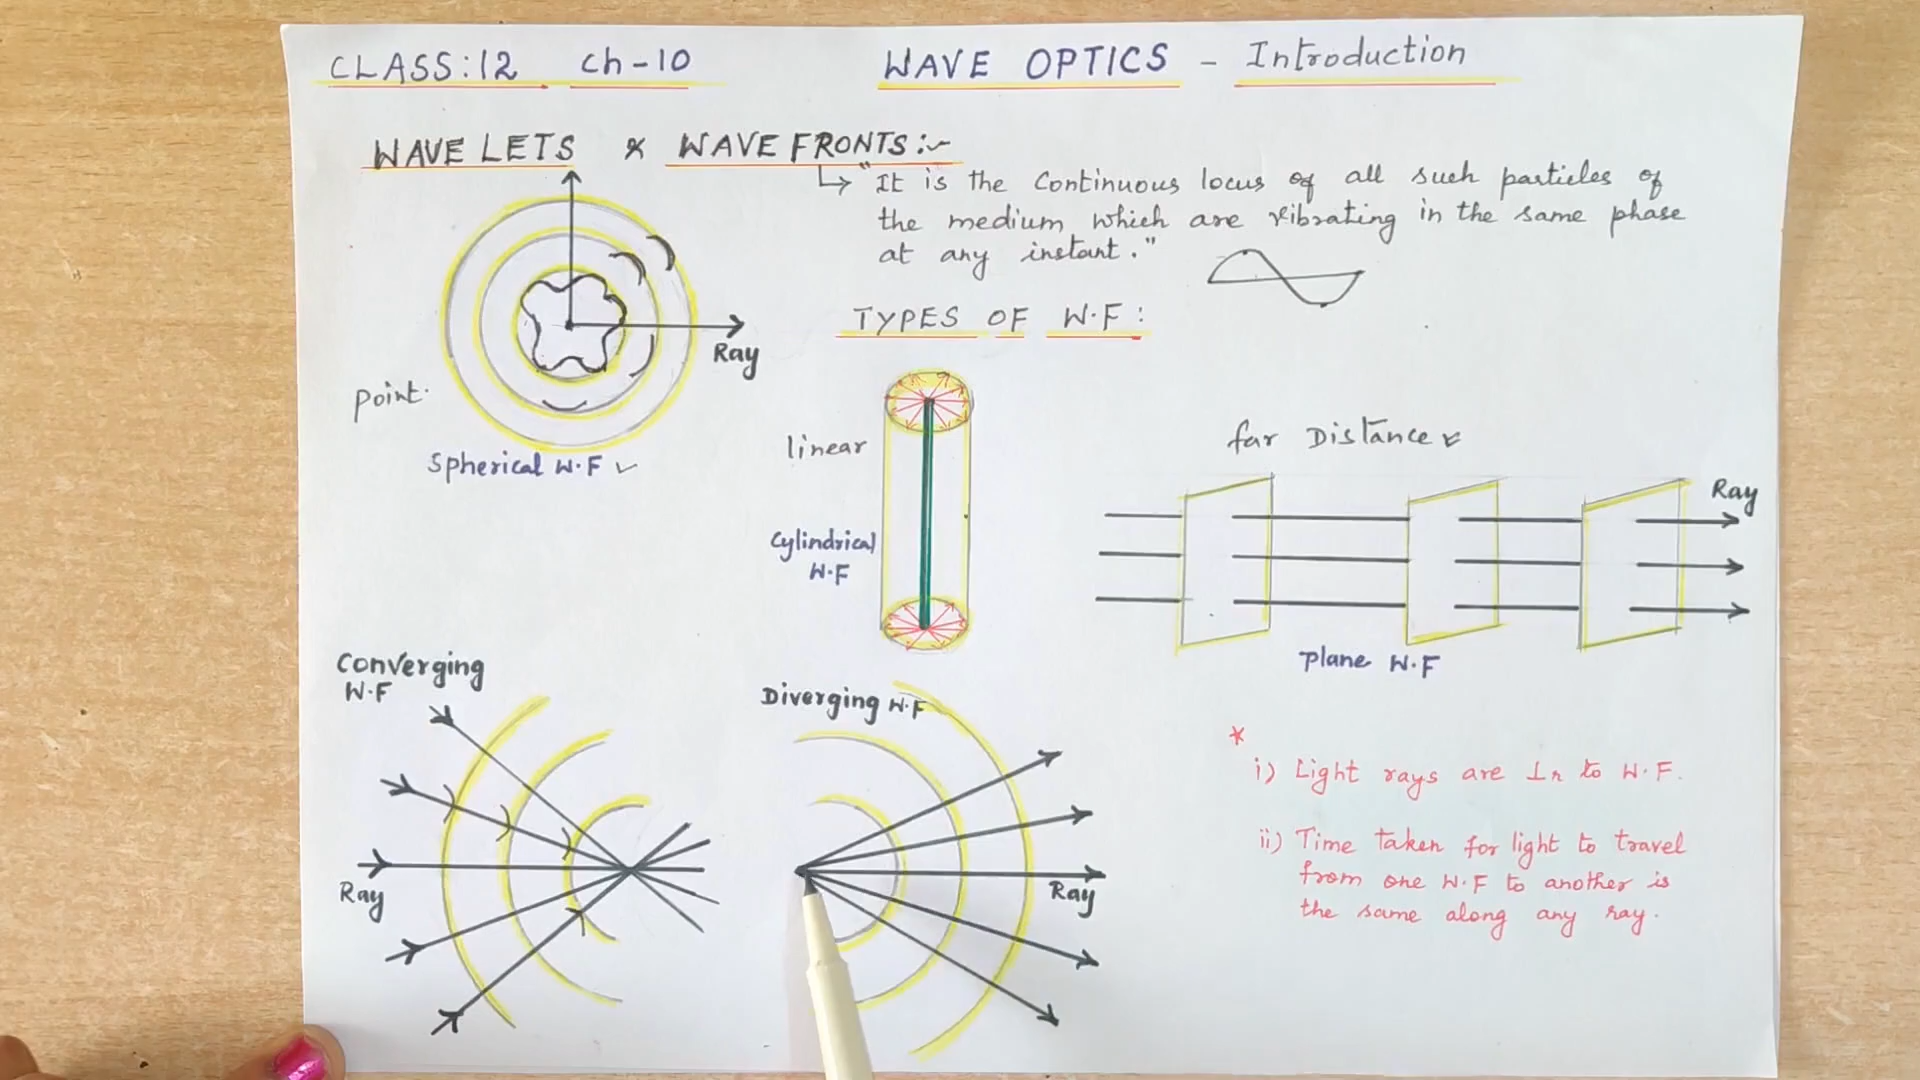 CLASS:12 Ch-10 WAVE OPTICS - Introduction
WAVE LETS & WAVE FRONTS:-
"It is the continuous locus of all such particles of
the medium which are vibrating in the same phase
at any instant."
Ray
point.
Spherical W.F
TYPES OF W.F:
linear
Cylindrical
W.F
far Distance
Ray
Plane W.F
Converging
W.F
Ray
Diverging W.F
Ray
*
i) Light rays are ⊥r to W.F.
ii) Time taken for light to travel
from one W.F to another is
the same along any ray.